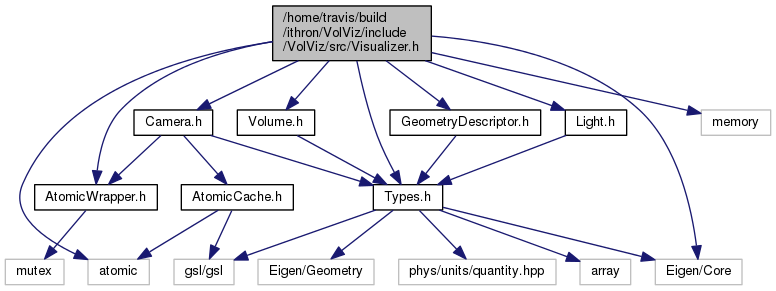 /home/travis/build
/ithron/VolViz/include
/VolViz/src/Visualizer.h
Camera.h
Volume.h
GeometryDescriptor.h
Light.h
memory
AtomicWrapper.h
AtomicCache.h
Types.h
mutex
atomic
gsl/gsl
Eigen/Geometry
phys/units/quantity.hpp
array
Eigen/Core